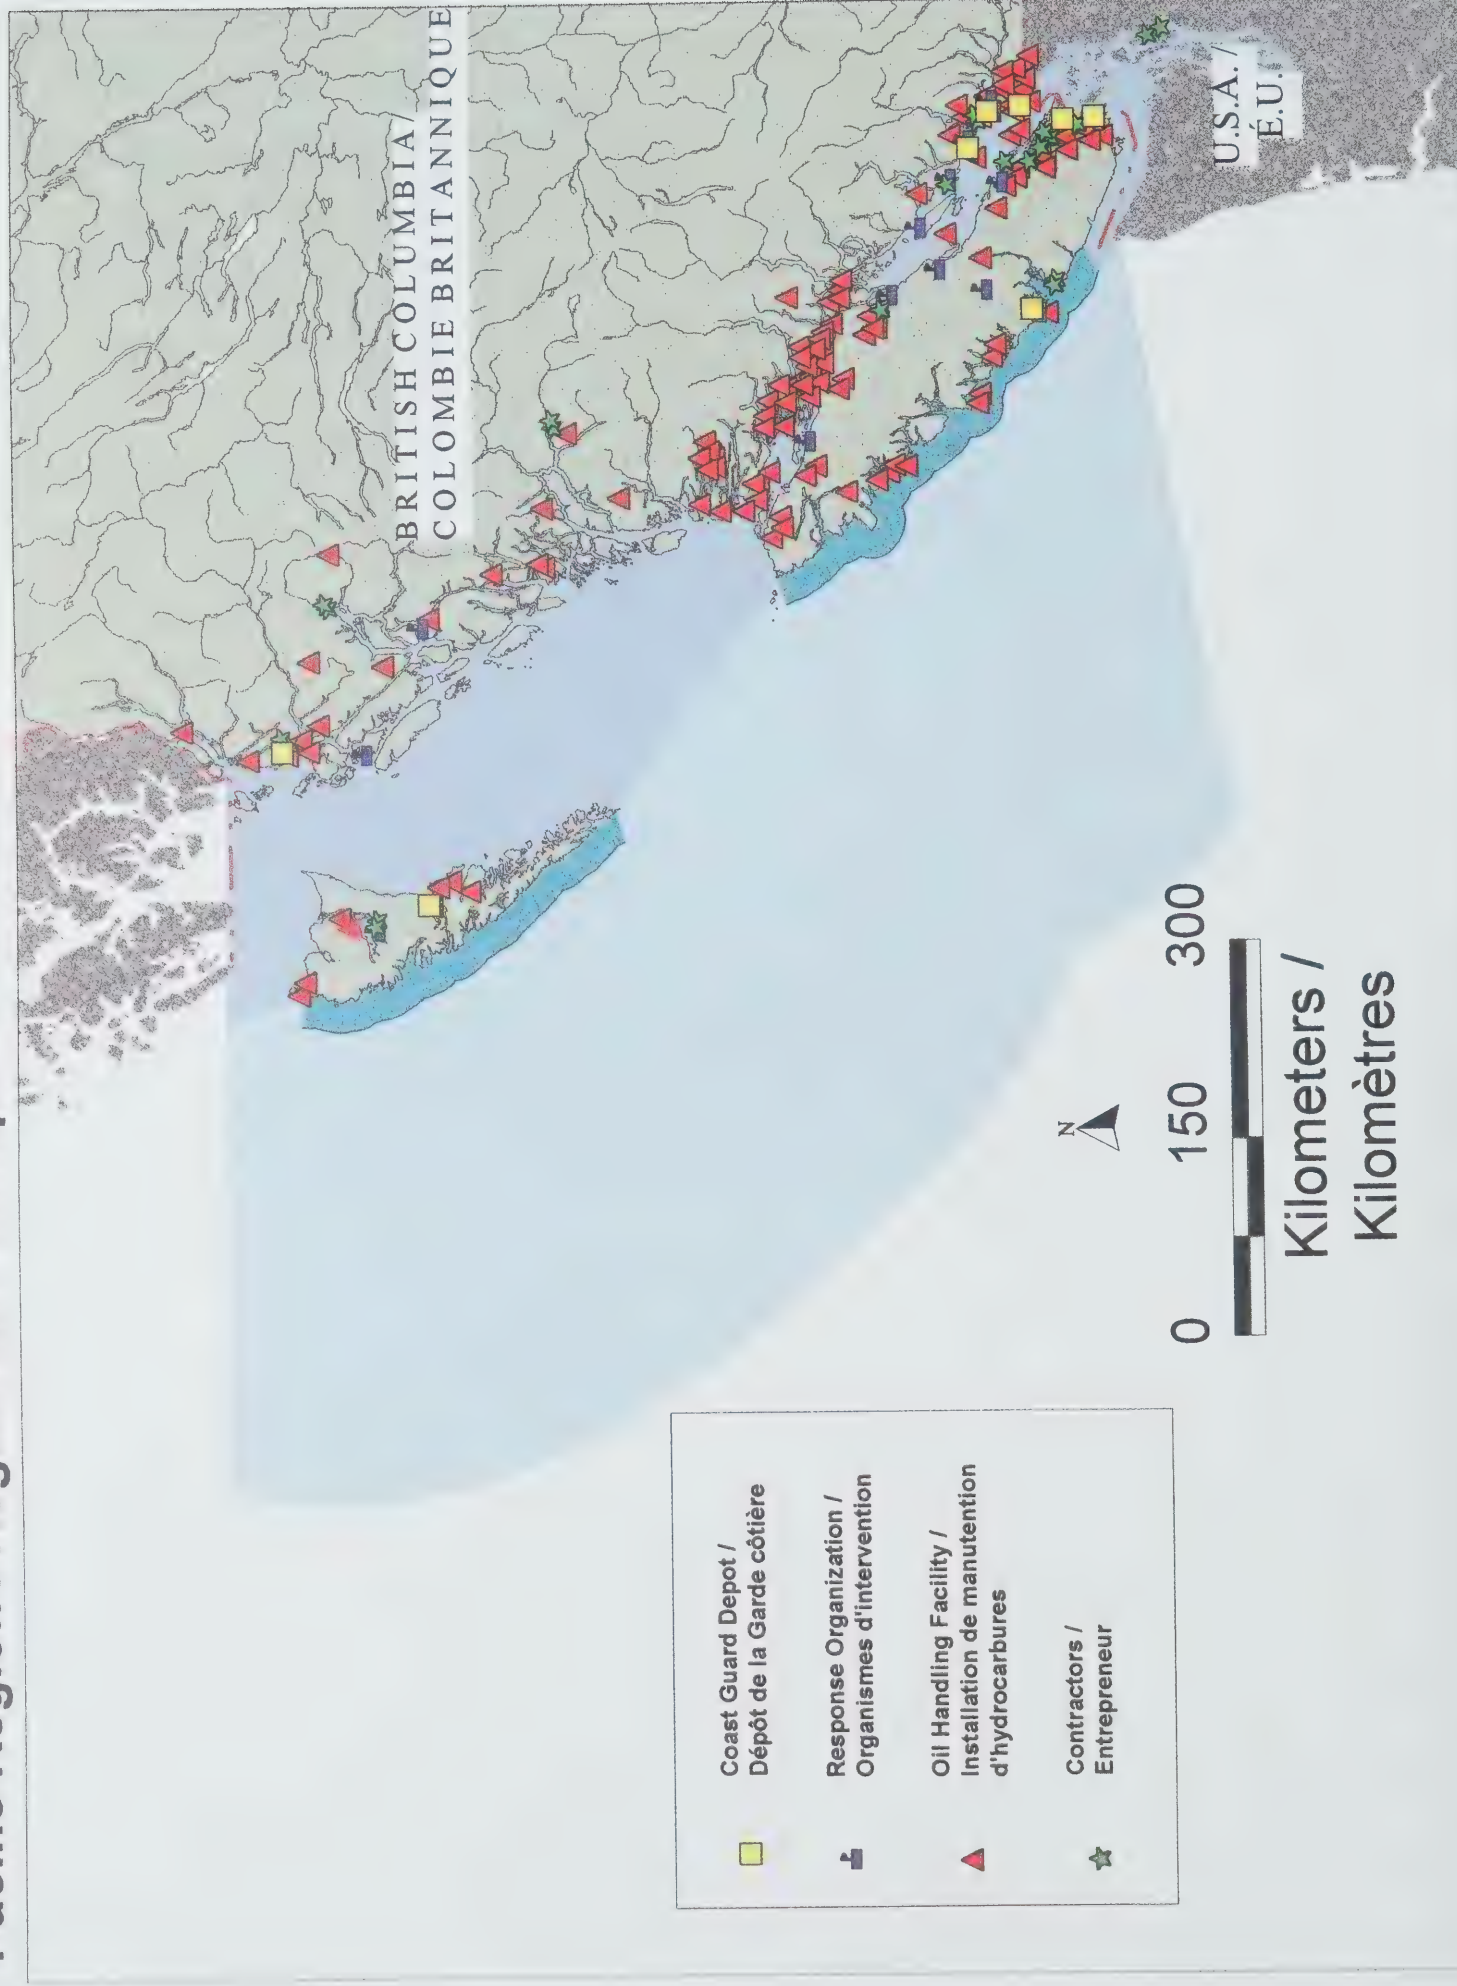 BRITISH COLUMBIA /
COLOMBIE BRITANNIQUE
U.S.A. /
É.U.
N
0 150 300
Kilometers /
Kilomètres
Coast Guard Depot /
Dépôt de la Garde côtière
Response Organization /
Organismes d'intervention
Oil Handling Facility /
Installation de manutention
d'hydrocarbures
Contractors /
Entrepreneur